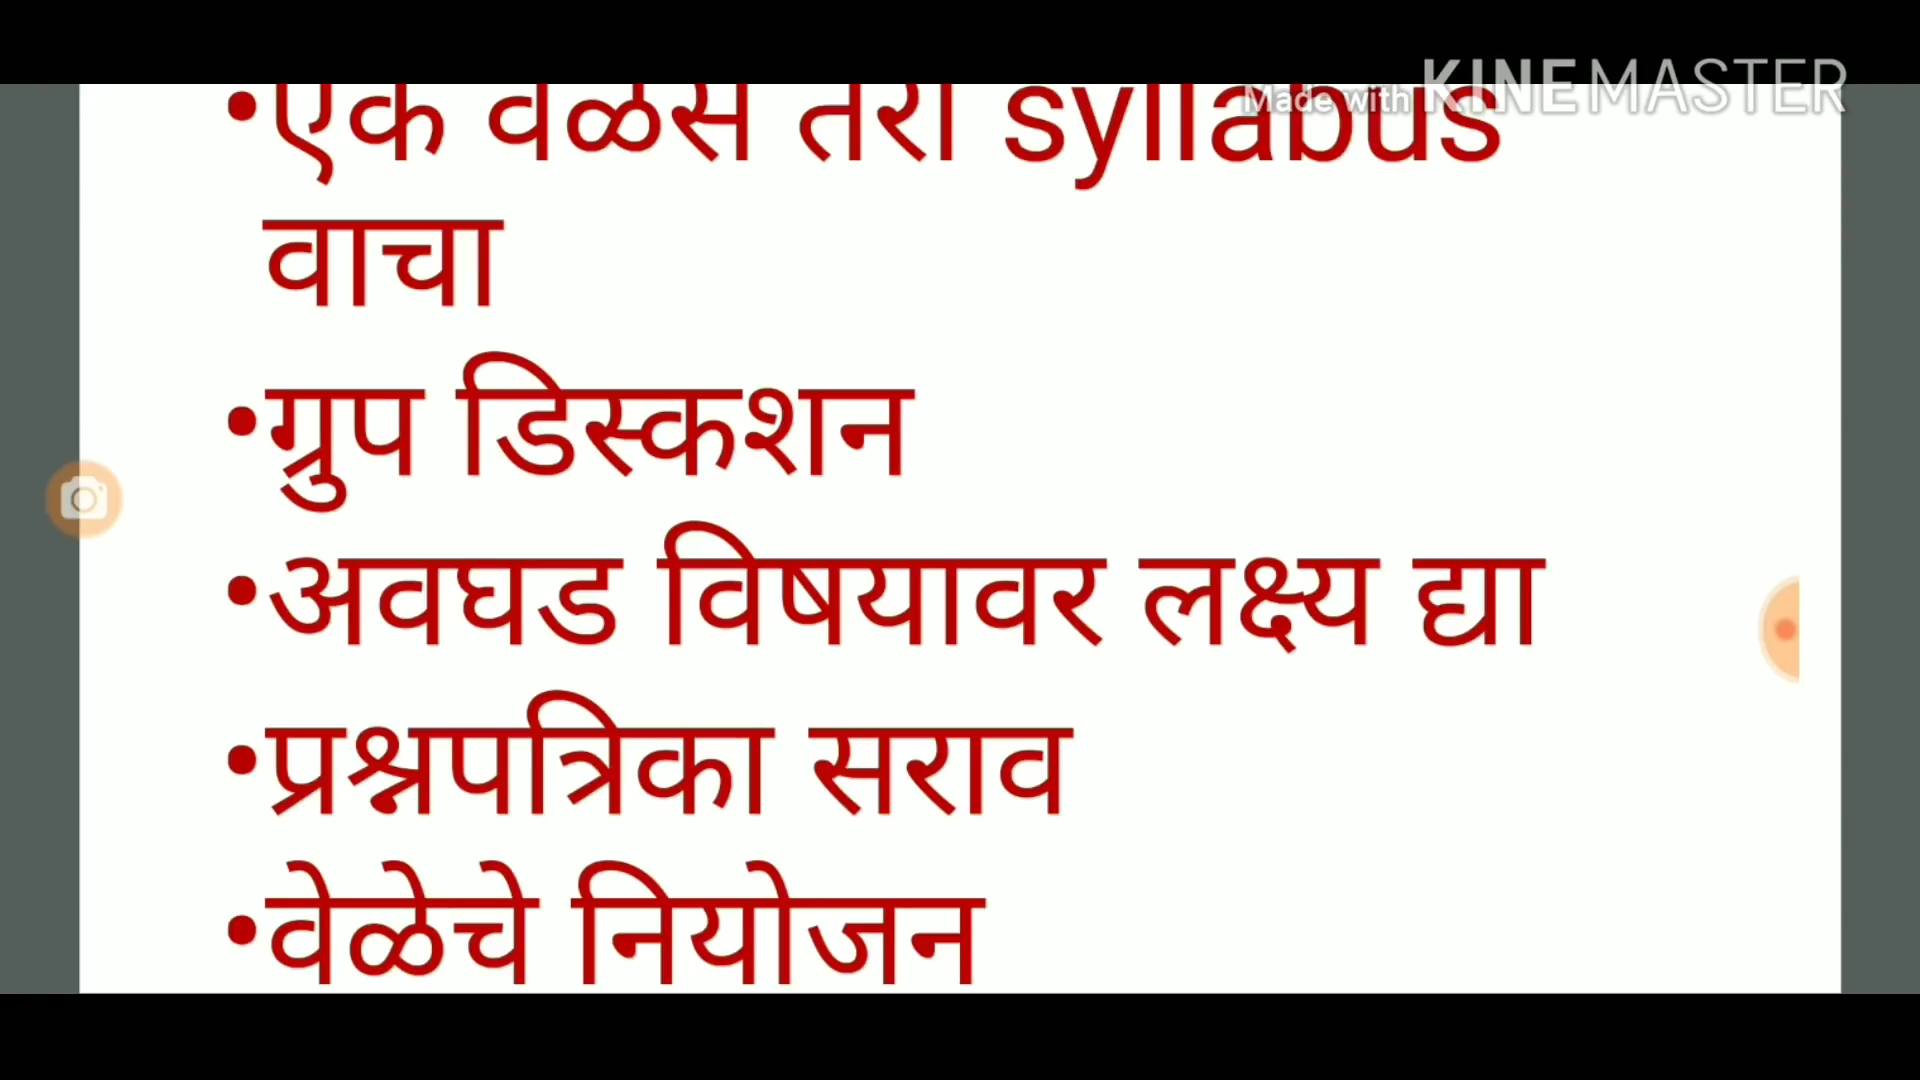 Made with KINEMASTER
•एक वेळेस तरी syllabus
वाचा
•ग्रुप डिस्कशन
•अवघड विषयावर लक्ष्य द्या
•प्रश्नपत्रिका सराव
•वेळेचे नियोजन